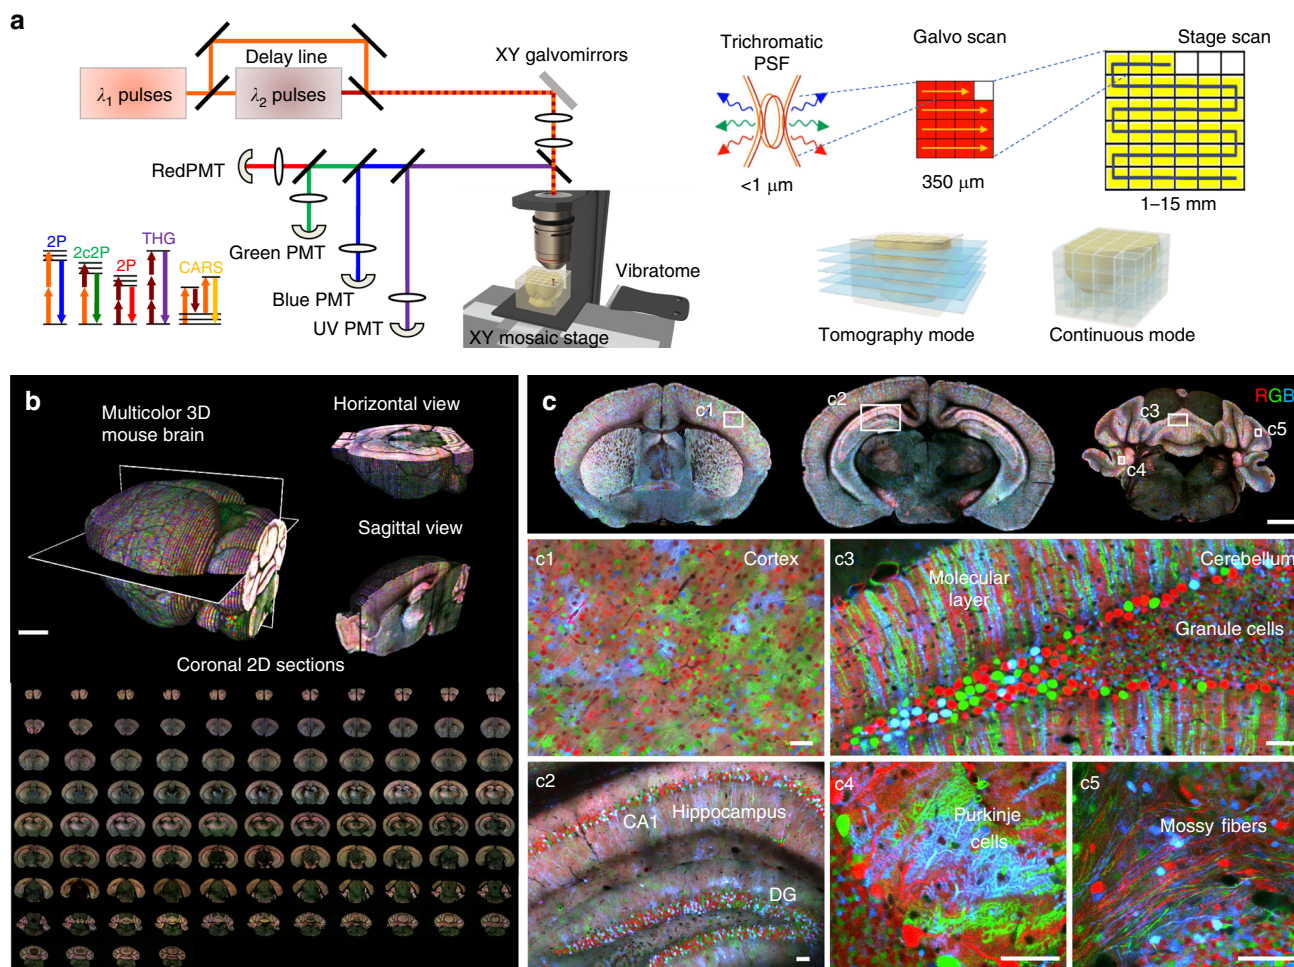 a
Delay line
λ1 pulses
λ2 pulses
XY galvomirrors
RedPMT
Green PMT
Blue PMT
UV PMT
2P
2c2P
2P
THG
CARS
Vibratome
XY mosaic stage
Trichromatic
PSF
<1 μm
Galvo scan
350 μm
Stage scan
1–15 mm
Tomography mode
Continuous mode
b
Multicolor 3D
mouse brain
Horizontal view
Sagittal view
Coronal 2D sections
c
c1
c2
c3
c4
c5
RGB
c1
Cortex
c3
Molecular
layer
Cerebellum
Granule cells
c2
CA1
Hippocampus
DG
c4
Purkinje
cells
c5
Mossy fibers